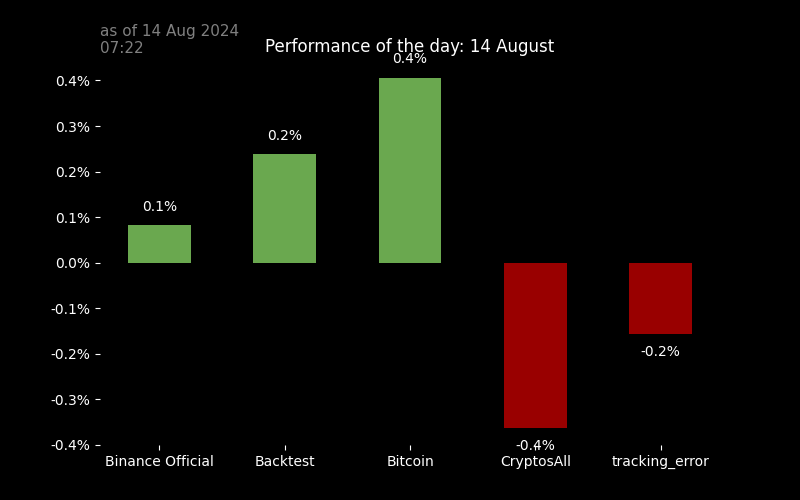 as of 14 Aug 2024
07:22
Performance of the day: 14 August
0.4%
0.4%
0.3%
0.2%
0.2%
0.2%
0.1%
0.1%
0.0%
-0.1%
-0.2%
-0.2%
-0.3%
-0.4%
-0.4%
Binance Official
Backtest
Bitcoin
CryptosAll
tracking_error